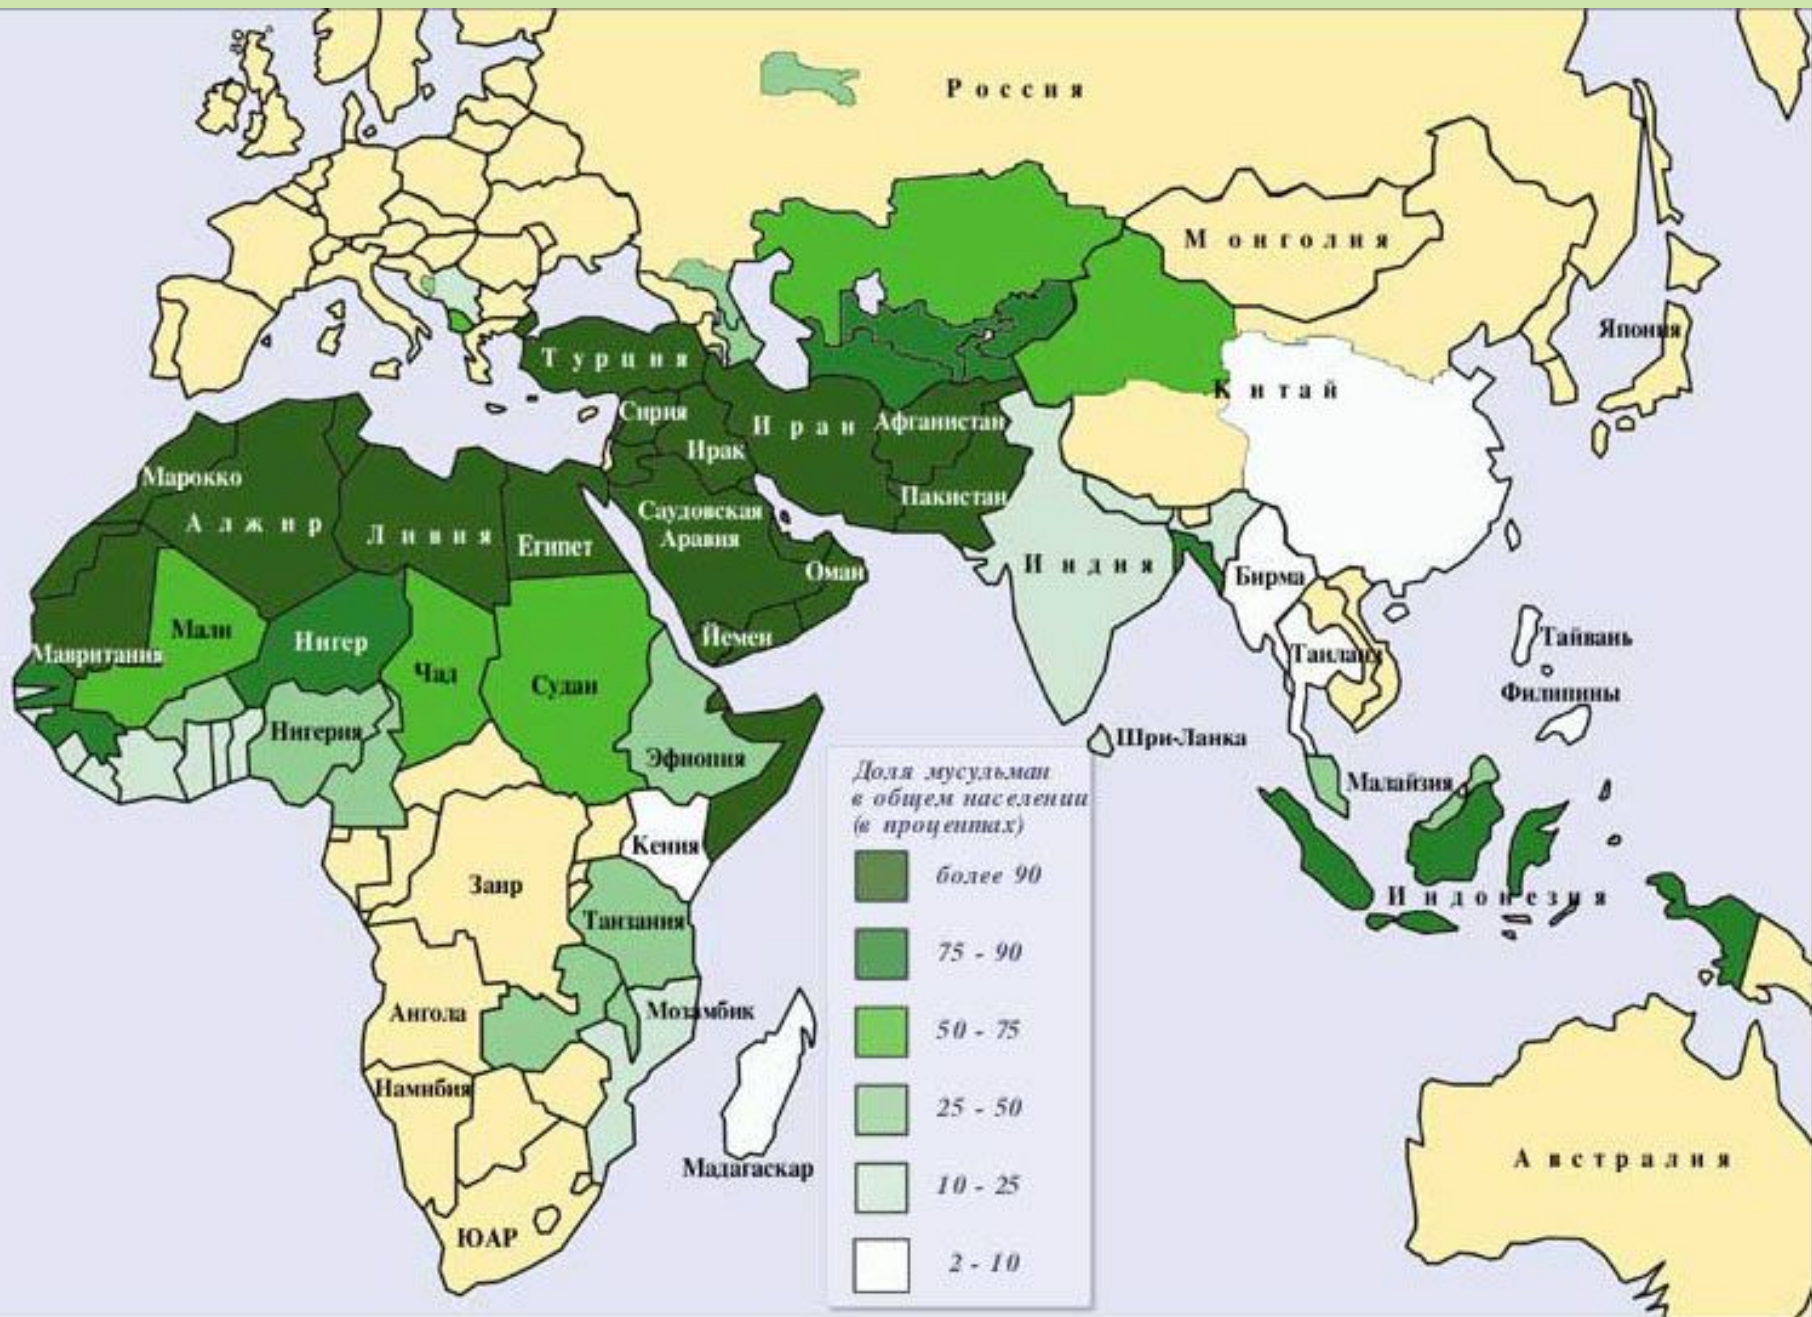 Россия
Монголия
Япония
Китай
Турция
Сирия
Иран
Афганистан
Ирак
Пакистан
Марокко
Алжир
Ливия
Египет
Саудовская
Аравия
Оман
Йемен
Индия
Бирма
Таиланд
Тайвань
Филипины
Шри-Ланка
Малайзия
Индонезия
Мавритания
Мали
Нигер
Чад
Судан
Нигерия
Эфиопия
Кения
Заир
Танзания
Ангола
Мозамбик
Намибия
Мадагаскар
ЮАР
Австралия
Доля мусульман
в общем населении
(в процентах)
более 90
75 - 90
50 - 75
25 - 50
10 - 25
2 - 10